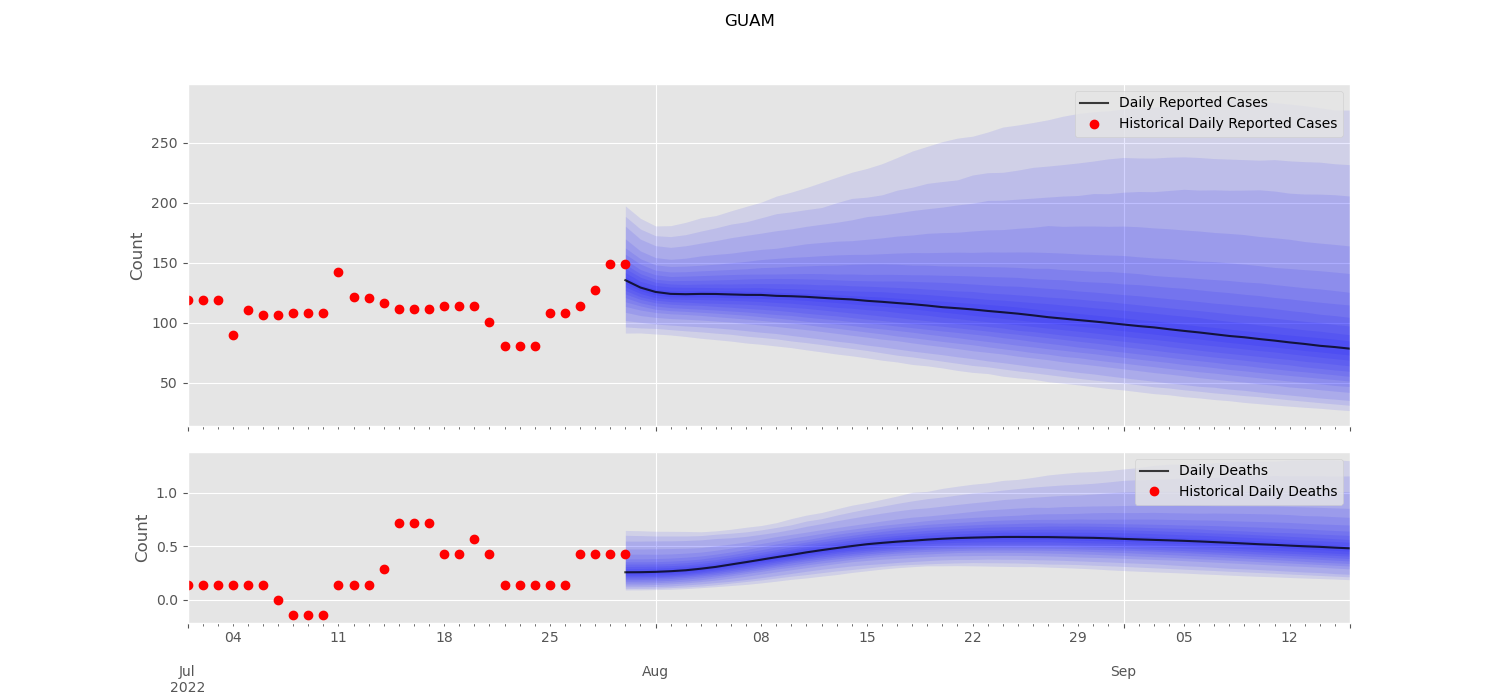 GUAM
Daily Reported Cases
Historical Daily Reported Cases
Count
250
200
150
100
50
Daily Deaths
Historical Daily Deaths
Count
1.0
0.5
0.0
04 11 18 25 08 15 22 29 05 12
Jul Aug Sep
2022